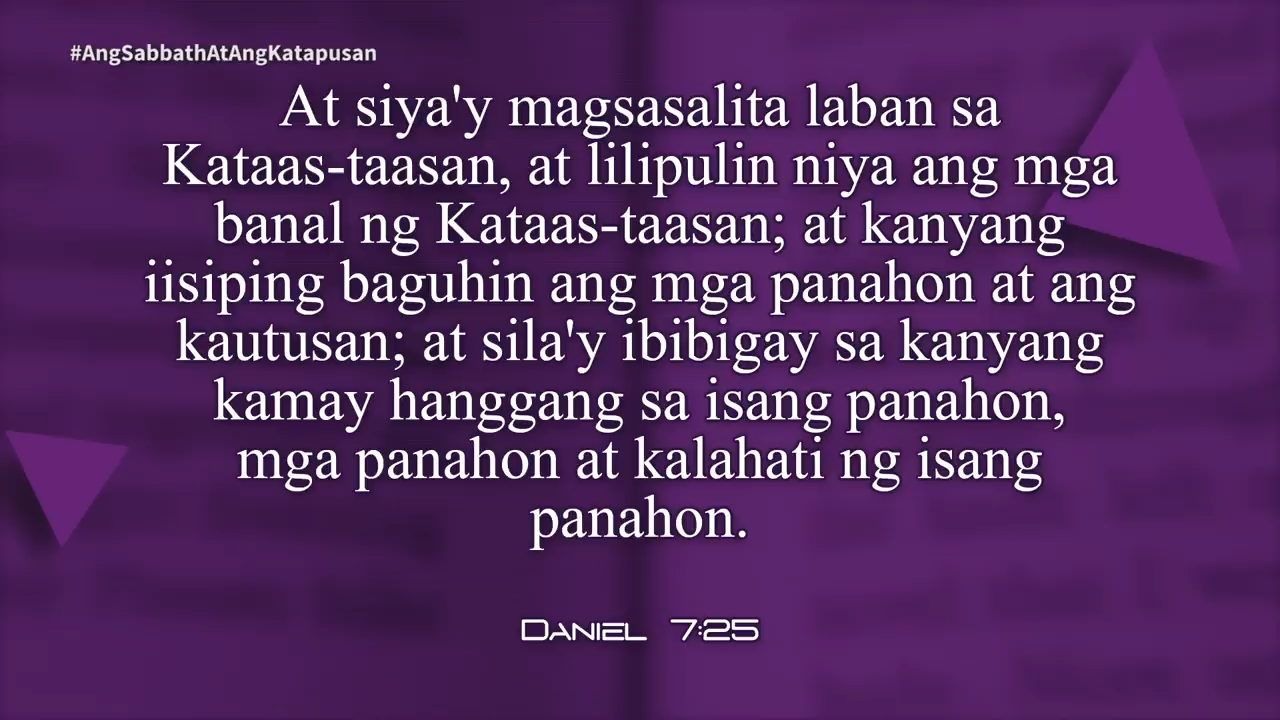 #AngSabbathAtAngKatapusan
At siya'y magsasalita laban sa
Kataas-taasan, at lilipulin niya ang mga
banal ng Kataas-taasan; at kanyang
iisiping baguhin ang mga panahon at ang
kautusan; at sila'y ibibigay sa kanyang
kamay hanggang sa isang panahon,
mga panahon at kalahati ng isang
panahon.
Daniel 7:25